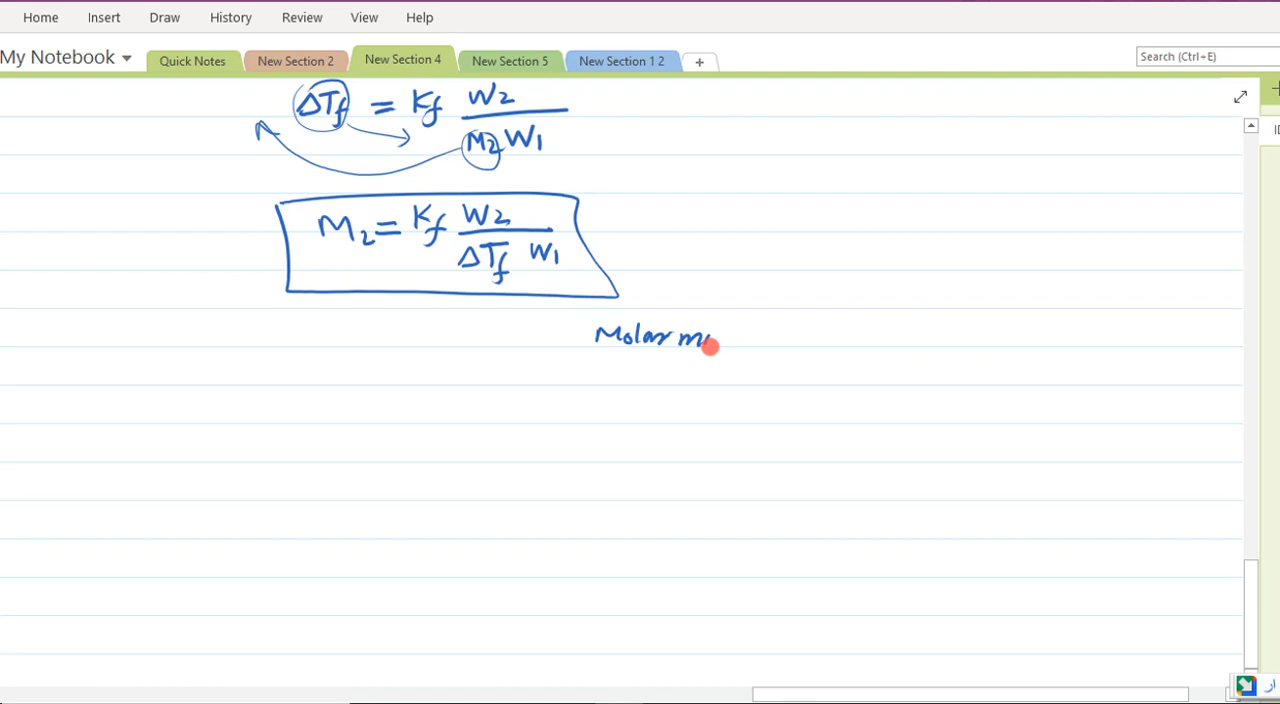 Home Insert Draw History Review View Help
My Notebook Quick Notes New Section 2 New Section 4 New Section 5 New Section 1 2 +
Search (Ctrl+E)
ΔTf = Kf W2 / M2 W1
M2 = Kf W2 / ΔTf W1
Molar m
ار